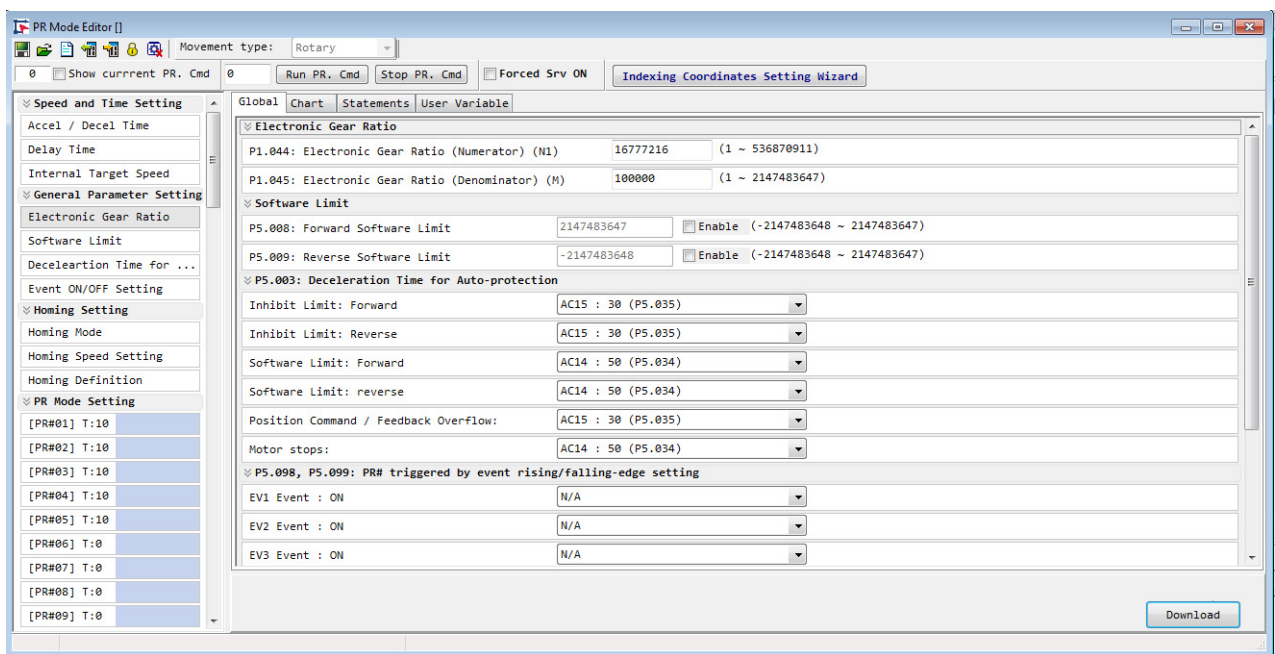 PR Mode Editor []
Movement type: Rotary
0 Show currrent PR. Cmd 0 Run PR. Cmd Stop PR. Cmd Forced Srv ON Indexing Coordinates Setting Wizard
Speed and Time Setting
Accel / Decel Time
Delay Time
Internal Target Speed
General Parameter Setting
Electronic Gear Ratio
Software Limit
Deceleartion Time for ...
Event ON/OFF Setting
Homing Setting
Homing Mode
Homing Speed Setting
Homing Definition
PR Mode Setting
[PR#01] T:10
[PR#02] T:10
[PR#03] T:10
[PR#04] T:10
[PR#05] T:10
[PR#06] T:0
[PR#07] T:0
[PR#08] T:0
[PR#09] T:0
Global Chart Statements User Variable
Electronic Gear Ratio
P1.044: Electronic Gear Ratio (Numerator) (N1) 16777216 (1 ~ 536870911)
P1.045: Electronic Gear Ratio (Denominator) (M) 100000 (1 ~ 2147483647)
Software Limit
P5.008: Forward Software Limit 2147483647 Enable (-2147483648 ~ 2147483647)
P5.009: Reverse Software Limit -2147483648 Enable (-2147483648 ~ 2147483647)
P5.003: Deceleration Time for Auto-protection
Inhibit Limit: Forward AC15 : 30 (P5.035)
Inhibit Limit: Reverse AC15 : 30 (P5.035)
Software Limit: Forward AC14 : 50 (P5.034)
Software Limit: reverse AC14 : 50 (P5.034)
Position Command / Feedback Overflow: AC15 : 30 (P5.035)
Motor stops: AC14 : 50 (P5.034)
P5.098, P5.099: PR# triggered by event rising/falling-edge setting
EV1 Event : ON N/A
EV2 Event : ON N/A
EV3 Event : ON N/A
Download